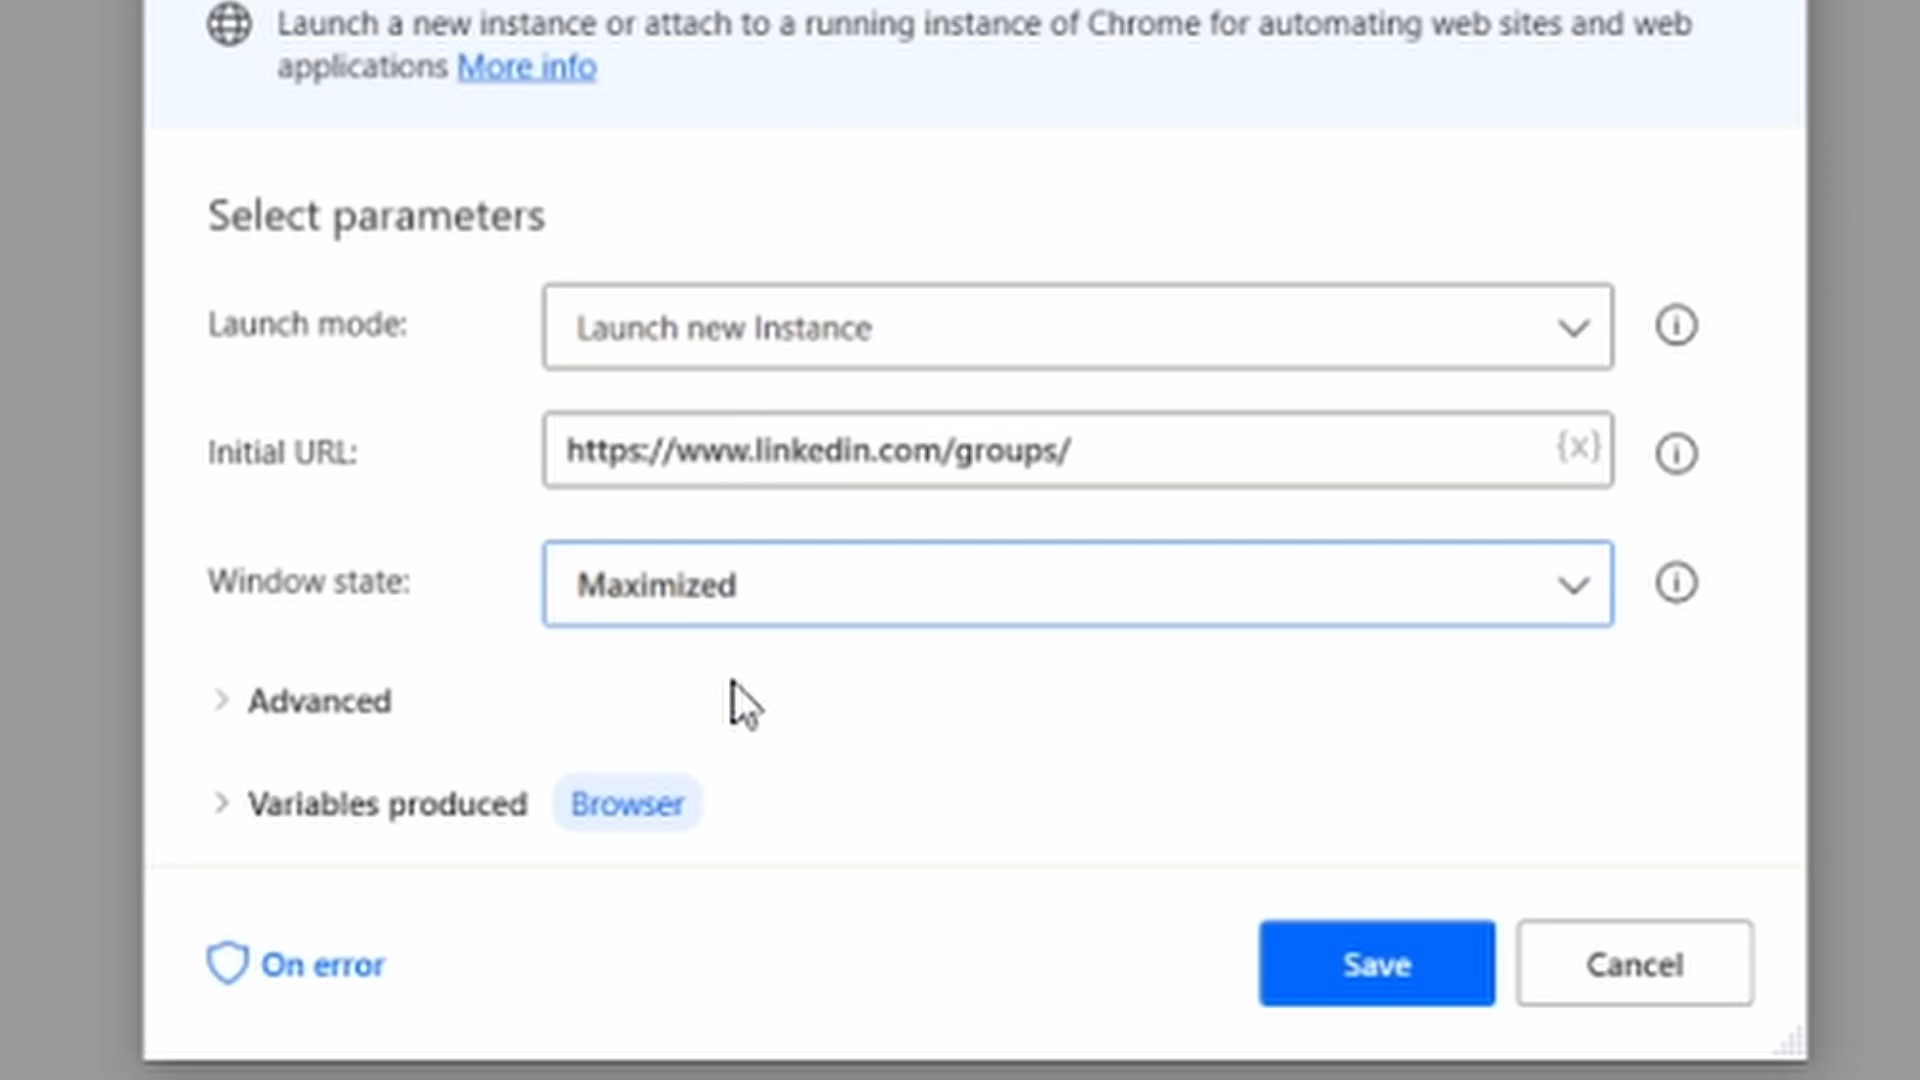 Launch a new instance or attach to a running instance of Chrome for automating web sites and web
applications More info
Select parameters
Launch mode:
Launch new Instance
Initial URL:
https://www.linkedin.com/groups/
{x}
Window state:
Maximized
Advanced
Variables produced Browser
On error
Save
Cancel